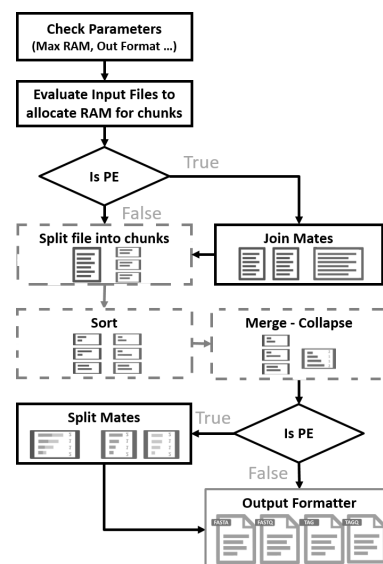 Check Parameters
(Max RAM, Out Format ...)
Evaluate Input Files to
allocate RAM for chunks
Is PE
True
False
Split file into chunks
Join Mates
Sort
Merge - Collapse
Split Mates
True
Is PE
False
Output Formatter
FASTA
FASTQ
TAG
TAGQ